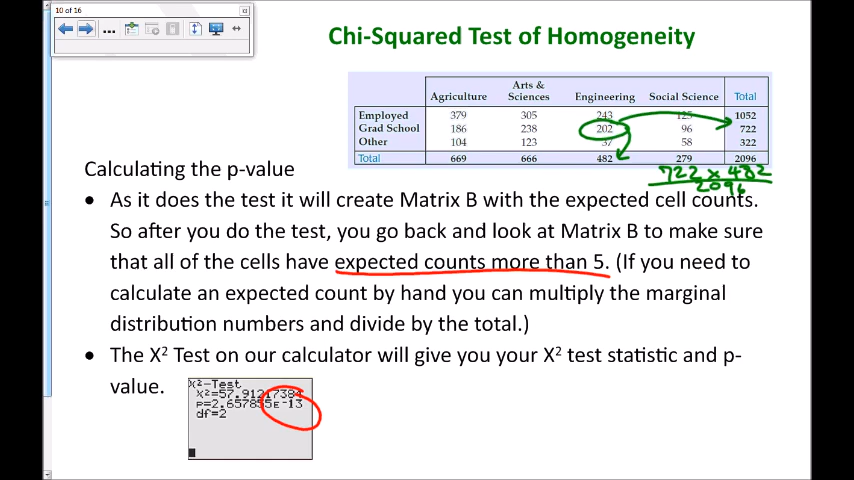 10 of 16
Chi-Squared Test of Homogeneity
Agriculture Arts & Sciences Engineering Social Science Total
Employed 379 305 243 125 1052
Grad School 186 238 202 96 722
Other 104 123 37 58 322
Total 669 666 482 279 2096
722 x 482
2096
Calculating the p-value
• As it does the test it will create Matrix B with the expected cell counts.
So after you do the test, you go back and look at Matrix B to make sure
that all of the cells have expected counts more than 5. (If you need to
calculate an expected count by hand you can multiply the marginal
distribution numbers and divide by the total.)
• The X² Test on our calculator will give you your X² test statistic and p-
value.
X²-Test
X²=57.91217384
P=2.657855E-13
df=2